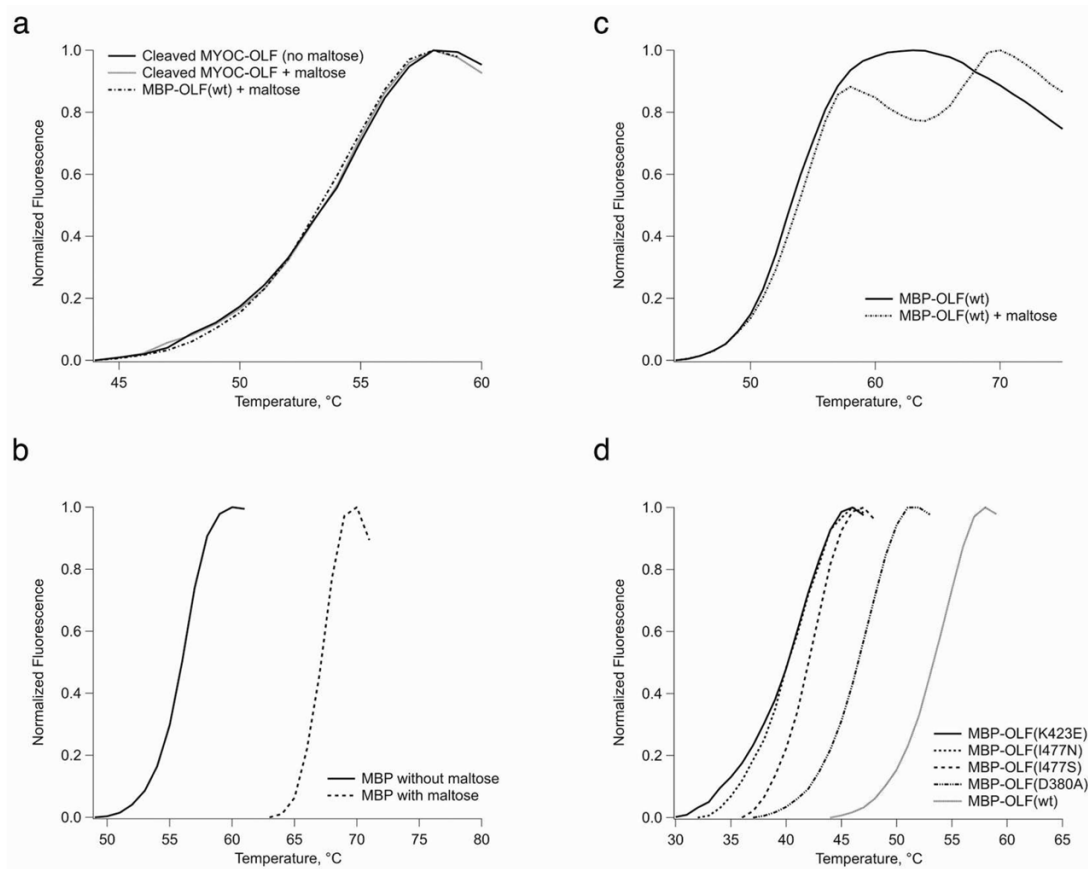 a
1.0
0.8
0.6
0.4
0.2
0.0
Normalized Fluorescence
Cleaved MYOC-OLF (no maltose)
Cleaved MYOC-OLF + maltose
MBP-OLF(wt) + maltose
45 50 55 60
Temperature, °C
c
1.0
0.8
0.6
0.4
0.2
0.0
Normalized Fluorescence
MBP-OLF(wt)
MBP-OLF(wt) + maltose
50 60 70
Temperature, °C
b
1.0
0.8
0.6
0.4
0.2
0.0
Normalized Fluorescence
MBP without maltose
MBP with maltose
50 55 60 65 70 75 80
Temperature, °C
d
1.0
0.8
0.6
0.4
0.2
0.0
Normalized Fluorescence
MBP-OLF(K423E)
MBP-OLF(I477N)
MBP-OLF(I477S)
MBP-OLF(D380A)
MBP-OLF(wt)
30 35 40 45 50 55 60 65
Temperature, °C